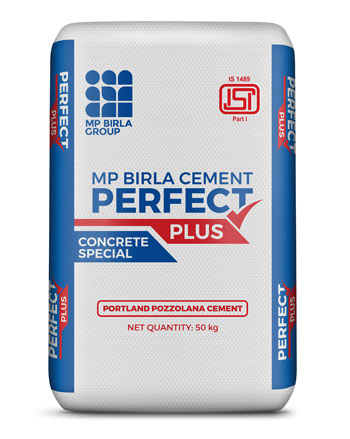 MP BIRLA
GROUP
IS 1489
ISI
Part I
MP BIRLA CEMENT
PERFECT
PLUS
CONCRETE
SPECIAL
PORTLAND POZZOLANA CEMENT
NET QUANTITY: 50 kg
PERFECT
PLUS
PERFECT
PLUS
PERFECT
PLUS
PERFECT
PLUS